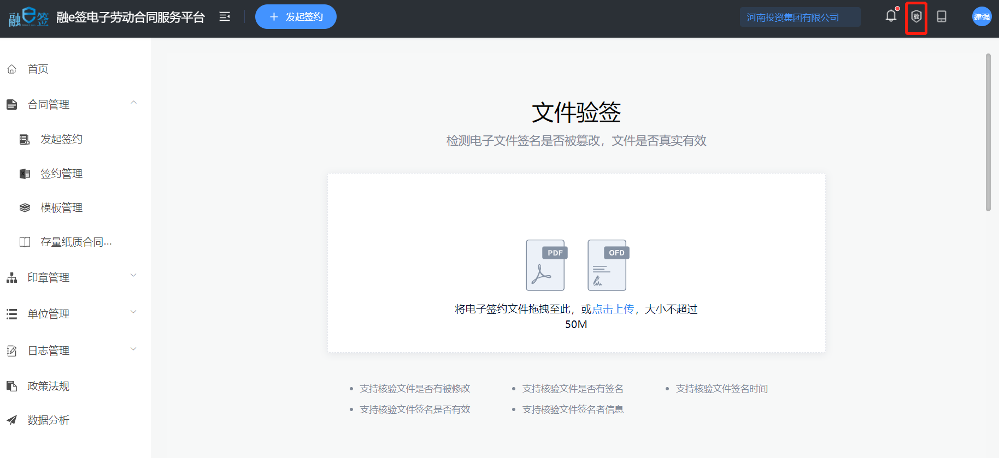 融e签 融e签电子劳动合同服务平台 发起签约 河南投资集团有限公司 验 建强
首页
合同管理
发起签约
签约管理
模板管理
存量纸质合同...
印章管理
单位管理
日志管理
政策法规
数据分析
文件验签
检测电子文件签名是否被篡改，文件是否真实有效
PDF OFD
将电子签约文件拖拽至此，或点击上传，大小不超过
50M
支持核验文件是否有被修改 支持核验文件是否有签名 支持核验文件签名时间
支持核验文件签名是否有效 支持核验文件签名者信息